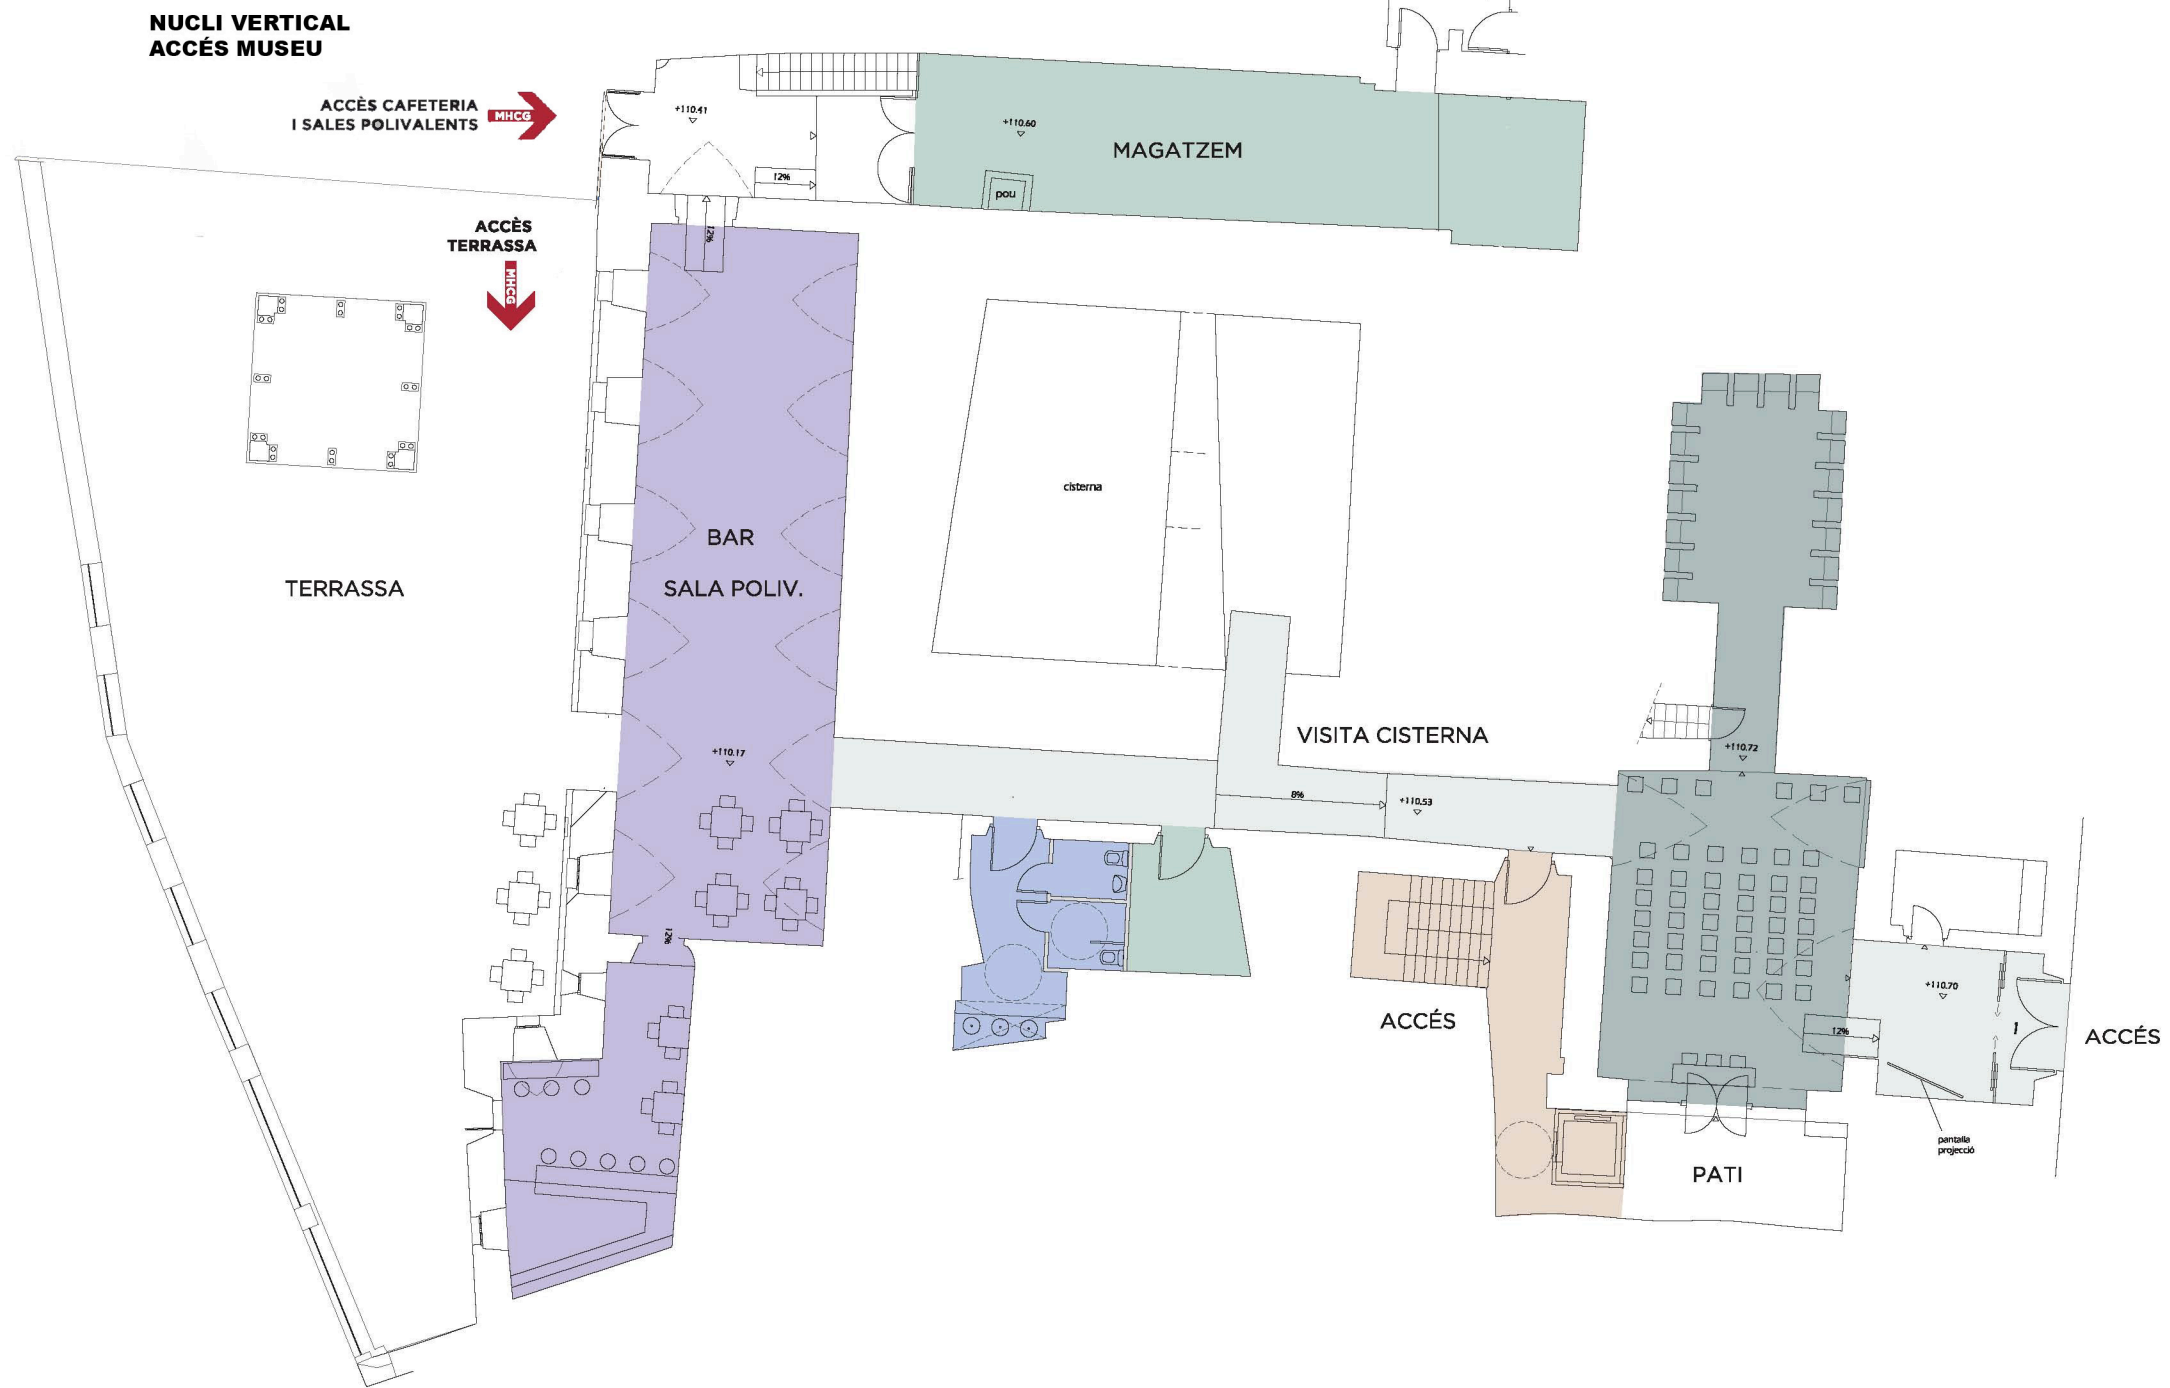 NUCLI VERTICAL
ACCÉS MUSEU
ACCÈS CAFETERIA
I SALES POLIVALENTS
MHCG
+110.41
12%
+110.60
MAGATZEM
pou
ACCÈS
TERRASSA
MHCG
12%
cisterna
BAR
SALA POLIV.
TERRASSA
VISITA CISTERNA
+110.17
+110.72
8%
+110.53
12%
+110.70
ACCÉS
12%
ACCÉS
PATI
pantalla
projecció